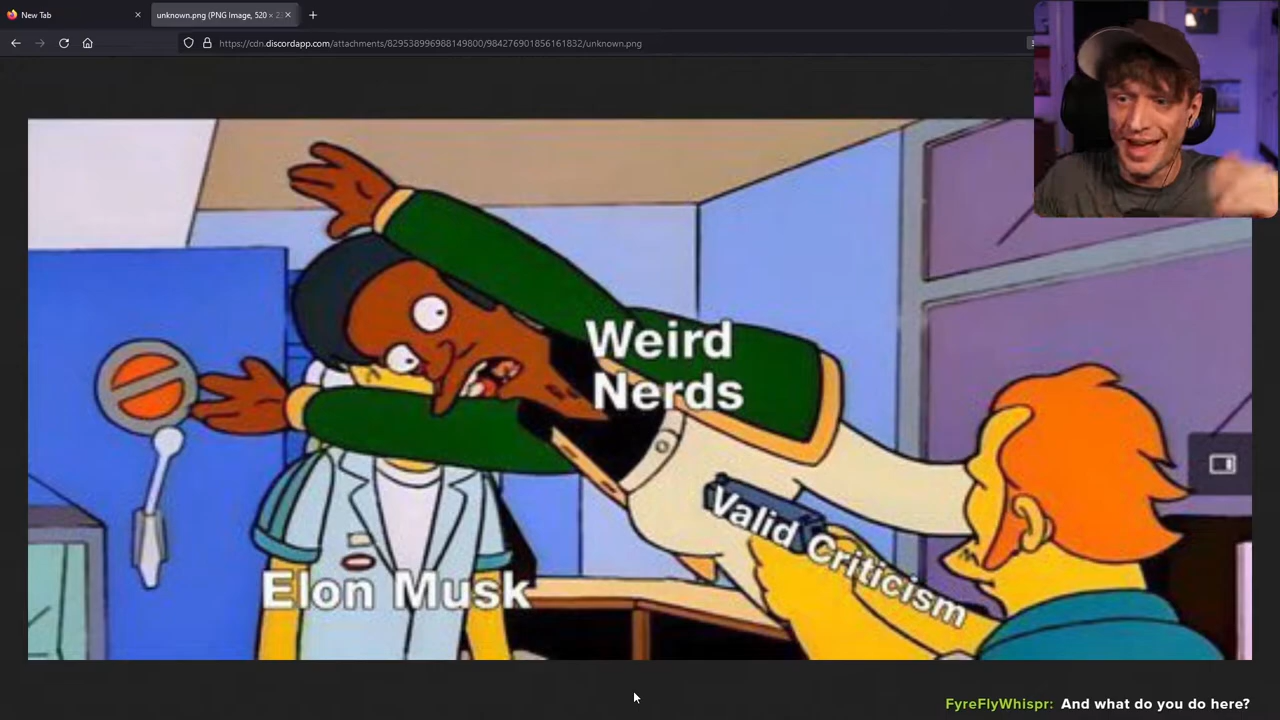 New Tab
unknown.png (PNG Image, 520 × 2
https://cdn.discordapp.com/attachments/829538996988149800/984276901856161832/unknown.png
Weird
Nerds
Valid Criticism
Elon Musk
FyreFlyWhispr: And what do you do here?